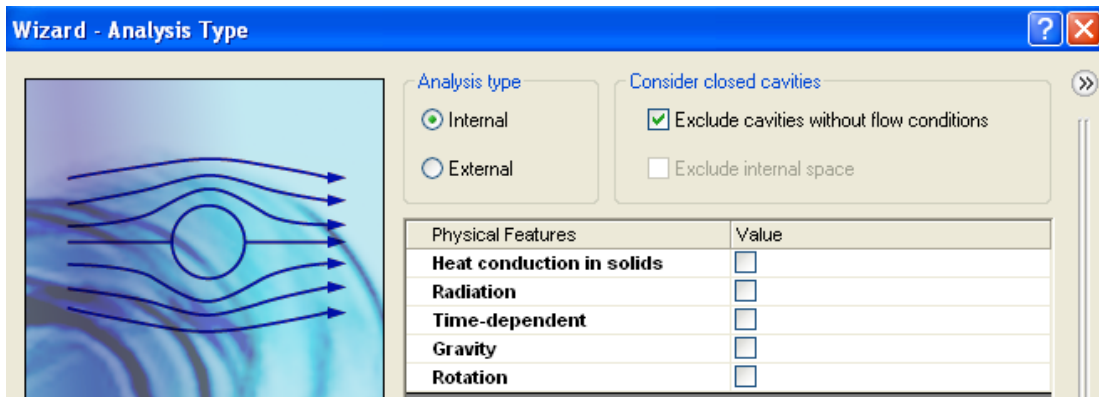 Wizard - Analysis Type
Analysis type
Internal
External
Consider closed cavities
Exclude cavities without flow conditions
Exclude internal space
Physical Features Value
Heat conduction in solids
Radiation
Time-dependent
Gravity
Rotation